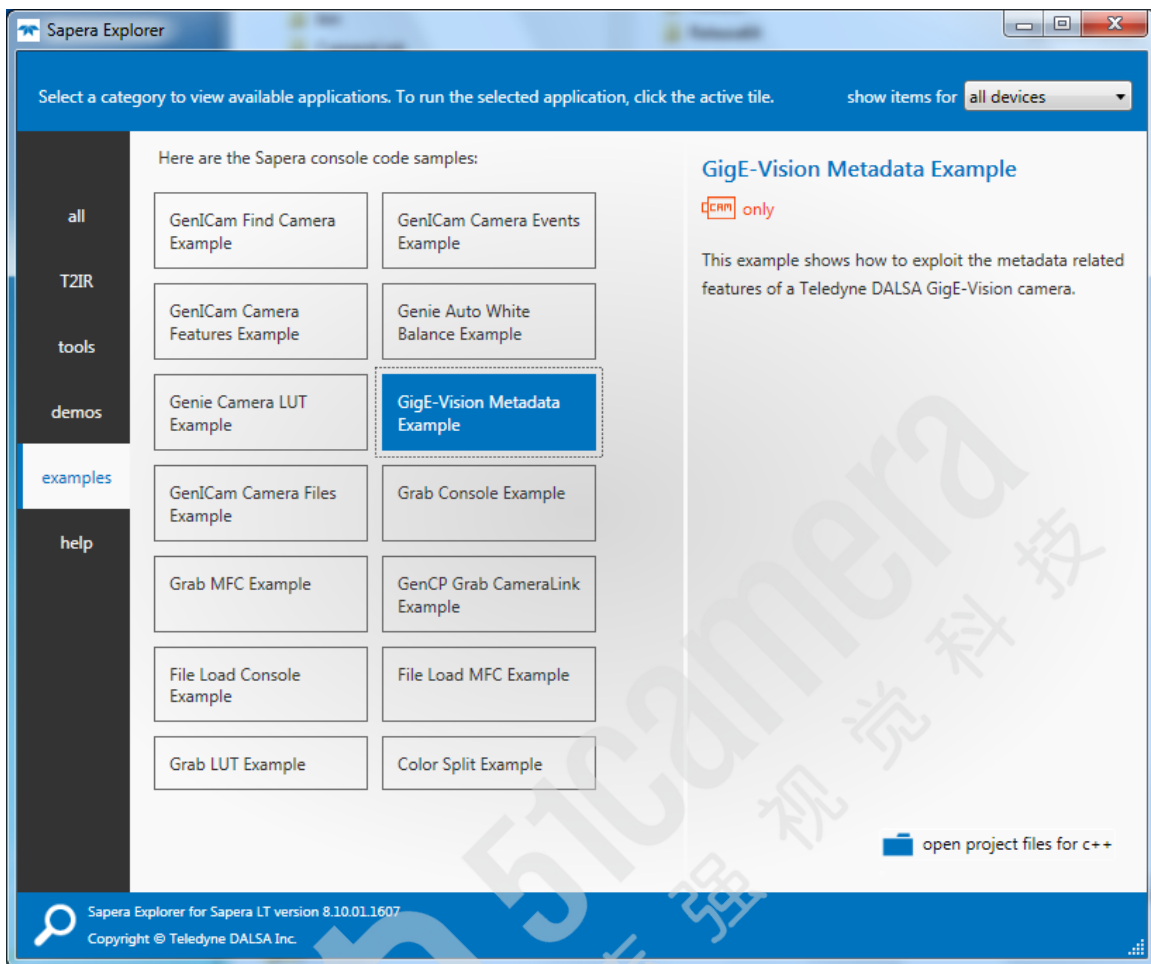 Sapera Explorer
Select a category to view available applications. To run the selected application, click the active tile.
show items for all devices
all
T2IR
tools
demos
examples
help
Here are the Sapera console code samples:
GenICam Find Camera
Example
GenICam Camera Events
Example
GenICam Camera
Features Example
Genie Auto White
Balance Example
Genie Camera LUT
Example
GigE-Vision Metadata
Example
GenICam Camera Files
Example
Grab Console Example
Grab MFC Example
GenCP Grab CameraLink
Example
File Load Console
Example
File Load MFC Example
Grab LUT Example
Color Split Example
GigE-Vision Metadata Example
CAM only
This example shows how to exploit the metadata related
features of a Teledyne DALSA GigE-Vision camera.
open project files for c++
Sapera Explorer for Sapera LT version 8.10.01.1607
Copyright © Teledyne DALSA Inc.
51camera
强视觉科技